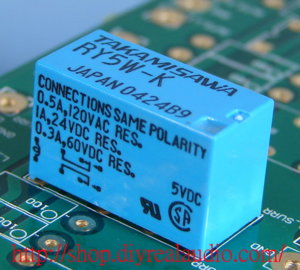 TAKAMISAWA
RY5W-K
JAPAN 0424B9
CONNECTIONS SAME POLARITY
0.5A,120VAC RES.
1A,24VDC RES.
0.3A,60VDC RES.
5VDC
100
http://shop.diyrealaudio.com/